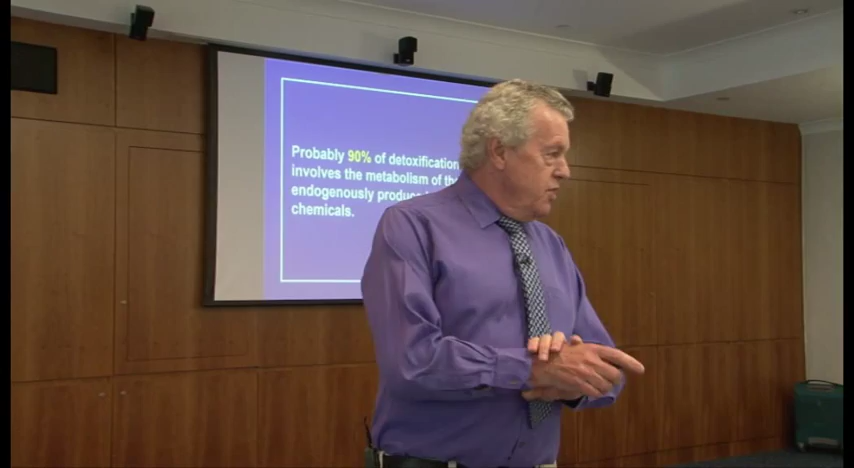 Probably 90% of detoxification
involves the metabolism of
endogenously
chemicals.